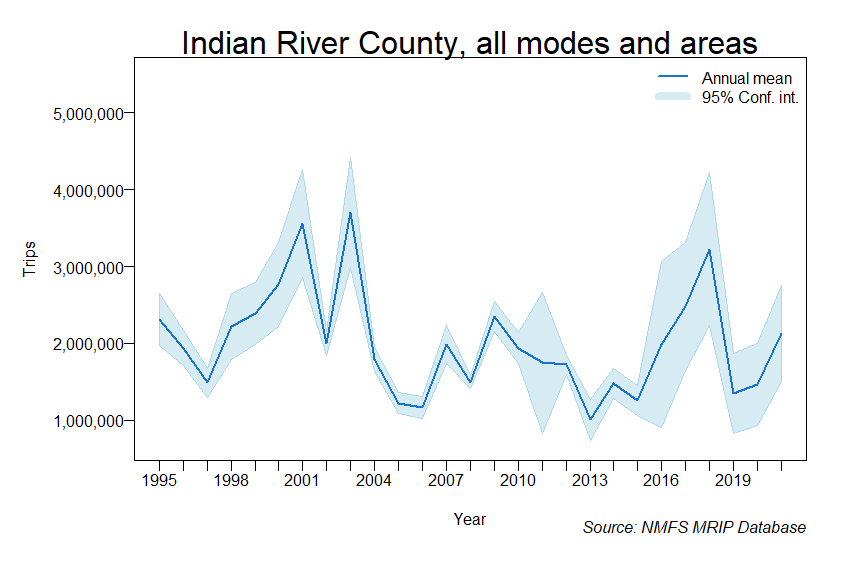 Indian River County, all modes and areas
Annual mean
95% Conf. int.
5,000,000
4,000,000
3,000,000
2,000,000
1,000,000
Trips
1995 1998 2001 2004 2007 2010 2013 2016 2019
Year
Source: NMFS MRIP Database